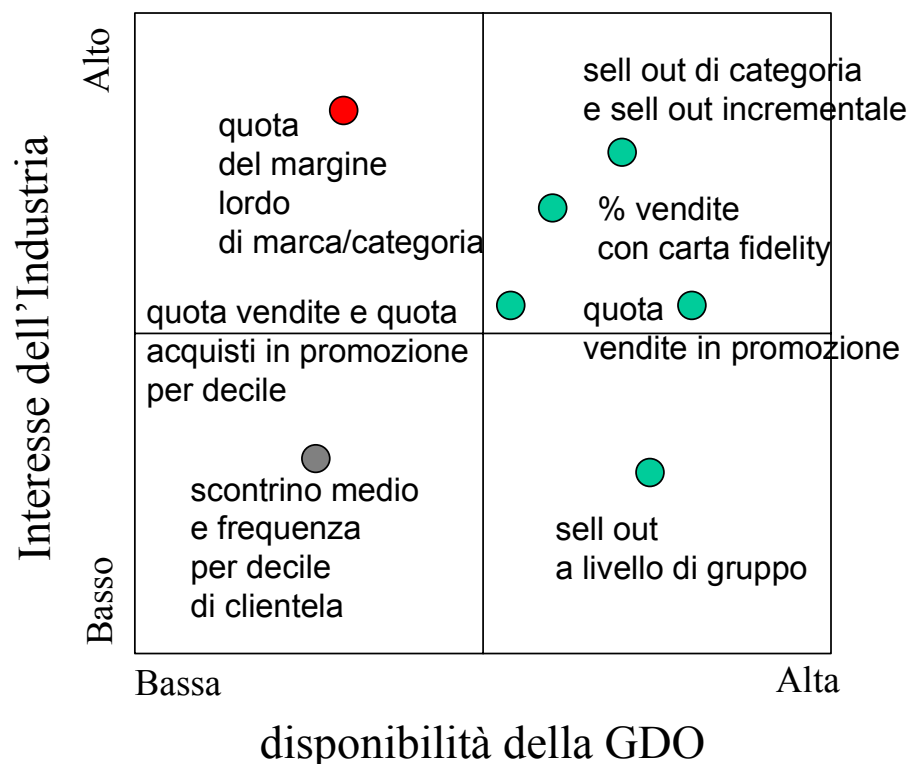 Interesse dell'Industria
Alto
Basso
quota
del margine
lordo
di marca/categoria
sell out di categoria
e sell out incrementale
% vendite
con carta fidelity
quota vendite e quota
acquisti in promozione
per decile
quota
vendite in promozione
scontrino medio
e frequenza
per decile
di clientela
sell out
a livello di gruppo
Bassa
Alta
disponibilità della GDO